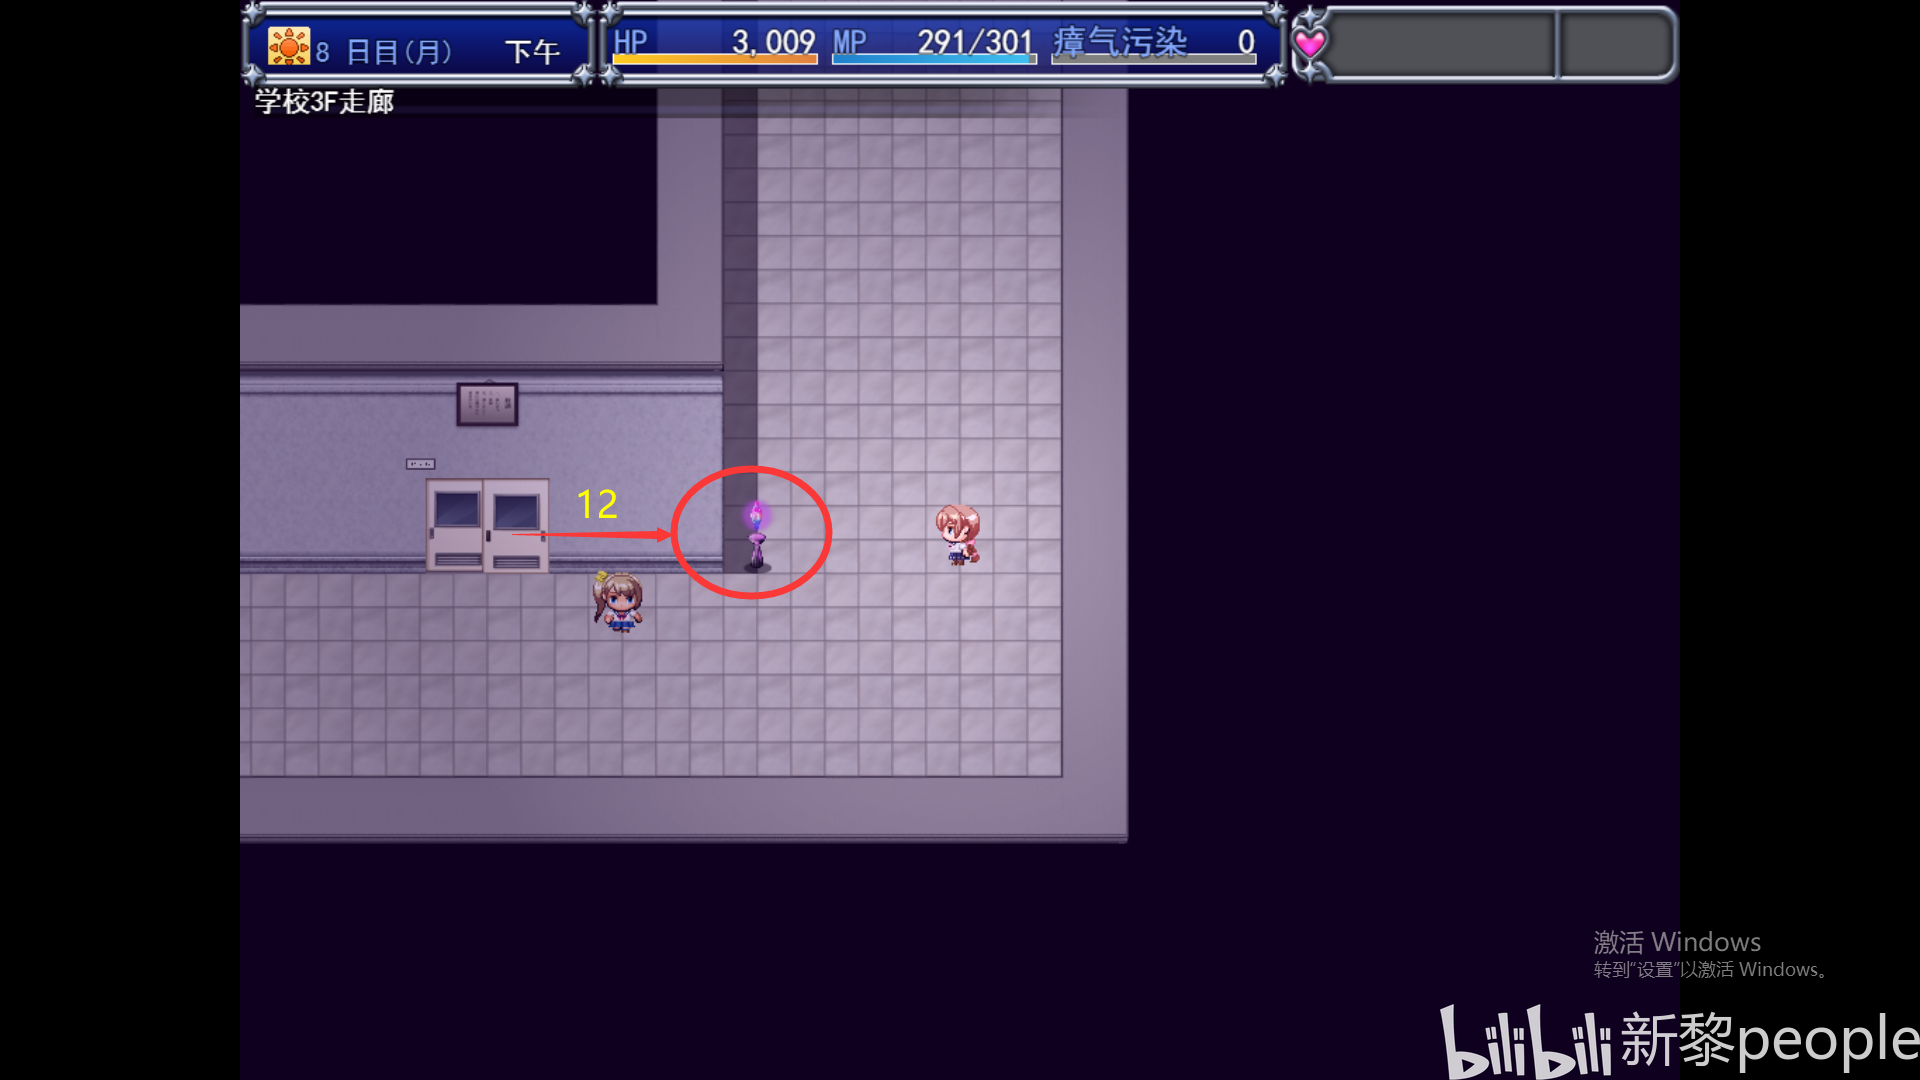 8 日目(月) 下午
HP 3,009 MP 291/301 瘴气污染 0
学校3F走廊
12
激活 Windows
转到“设置”以激活 Windows。
bilibili 新黎people